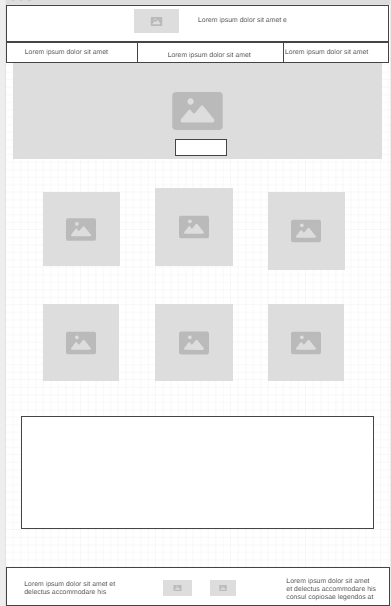 Lorem ipsum dolor sit amet e
Lorem ipsum dolor sit amet
Lorem ipsum dolor sit amet
Lorem ipsum dolor sit amet
Lorem ipsum dolor sit amet et
delectus accommodare his
Lorem ipsum dolor sit amet
et delectus accommodare his
consul copiosae legendos at